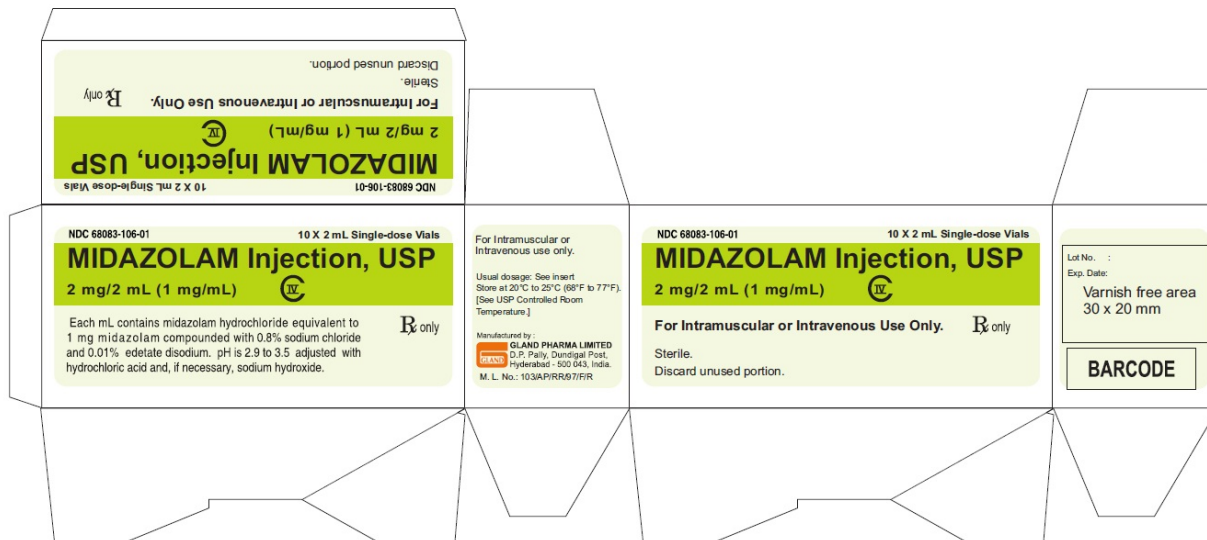 Discard unused portion.
Sterile.
For Intramuscular or Intravenous Use Only. Rx only
2 mg/2 mL (1 mg/mL) CIV
MIDAZOLAM Injection, USP
NDC 68083-106-01 10 X 2 mL Single-dose Vials
NDC 68083-106-01 10 X 2 mL Single-dose Vials
MIDAZOLAM Injection, USP
2 mg/2 mL (1 mg/mL) CIV
Each mL contains midazolam hydrochloride equivalent to Rx only
1 mg midazolam compounded with 0.8% sodium chloride
and 0.01% edetate disodium. pH is 2.9 to 3.5 adjusted with
hydrochloric acid and, if necessary, sodium hydroxide.
For Intramuscular or
Intravenous use only.
Usual dosage: See insert
Store at 20°C to 25°C (68°F to 77°F).
[See USP Controlled Room
Temperature.]
Manufactured by :
GLAND
GLAND PHARMA LIMITED
D.P. Pally, Dundigal Post,
Hyderabad - 500 043, India.
M. L. No.: 103/AP/RR/97/F/R
NDC 68083-106-01 10 X 2 mL Single-dose Vials
MIDAZOLAM Injection, USP
2 mg/2 mL (1 mg/mL) CIV
For Intramuscular or Intravenous Use Only. Rx only
Sterile.
Discard unused portion.
Lot No. :
Exp. Date:
Varnish free area
30 x 20 mm
BARCODE